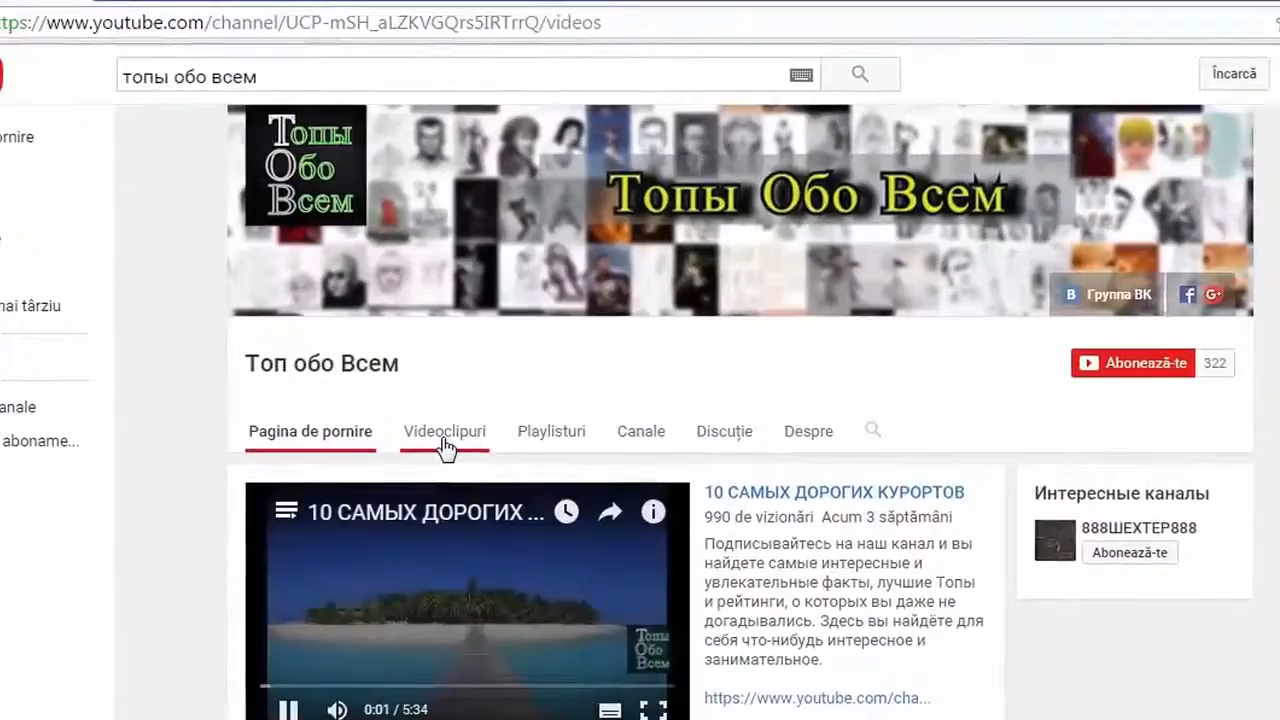 ttps://www.youtube.com/channel/UCP-mSH_aLZKVGQrs5IRTrrQ/videos
топы обо всем
Încarcă
ornire
mai târziu
anale
aboname...
Топы
Обо
Всем
Топы Обо Всем
В Группа ВК
f G+
Топ обо Всем
Abonează-te 322
Pagina de pornire Videoclipuri Playlisturi Canale Discuție Despre
10 САМЫХ ДОРОГИХ ...
Топы
Обо
Всем
0:01 / 5:34
10 САМЫХ ДОРОГИХ КУРОРТОВ
990 de vizionări Acum 3 săptămâni
Подписывайтесь на наш канал и вы
найдете самые интересные и
увлекательные факты, лучшие Топы
и рейтинги, о которых вы даже не
догадывались. Здесь вы найдёте для
себя что-нибудь интересное и
занимательное.
https://www.youtube.com/cha...
Интересные каналы
888ШЕХТЕР888
Abonează-te